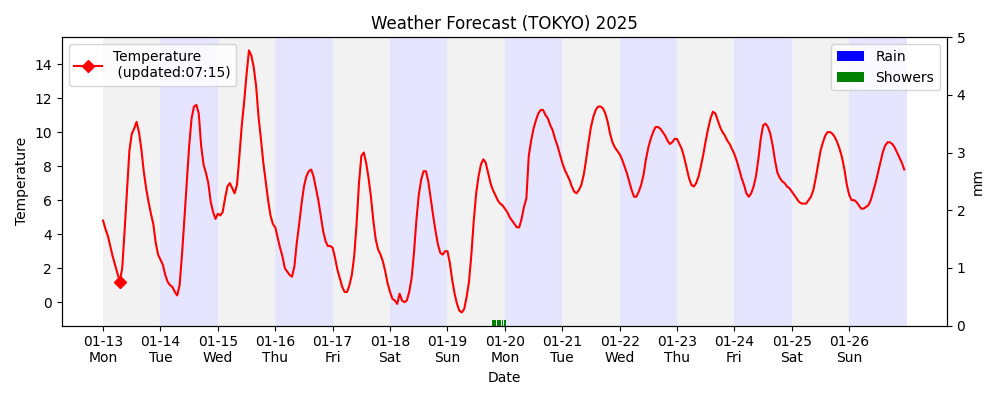 Weather Forecast (TOKYO) 2025
Temperature
(updated:07:15)
Rain
Showers
Temperature
14
12
10
8
6
4
2
0
5
4
3
2
1
0
mm
01-13 01-14 01-15 01-16 01-17 01-18 01-19 01-20 01-21 01-22 01-23 01-24 01-25 01-26
Mon Tue Wed Thu Fri Sat Sun Mon Tue Wed Thu Fri Sat Sun
Date